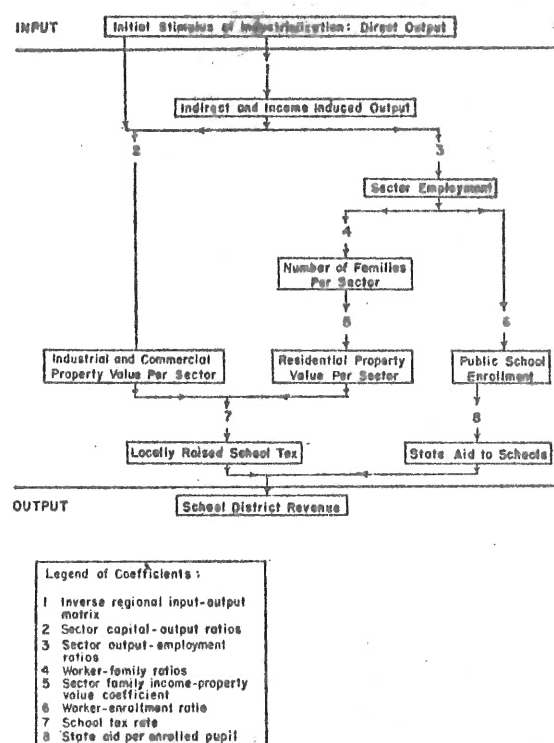 INPUT
Initial Stimulus of Industrialization: Direct Output
Indirect and Income Induced Output
2
3
Sector Employment
4
Number of Families
Per Sector
5
6
Industrial and Commercial
Property Value Per Sector
Residential Property
Value Per Sector
Public School
Enrollment
7
8
Locally Raised School Tax
State Aid to Schools
OUTPUT
School District Revenue
Legend of Coefficients:
1 Inverse regional input-output
matrix
2 Sector capital-output ratios
3 Sector output-employment
ratios
4 Worker-family ratios
5 Sector family income-property
value coefficient
6 Worker-enrollment ratio
7 School tax rate
8 State aid per enrolled pupil